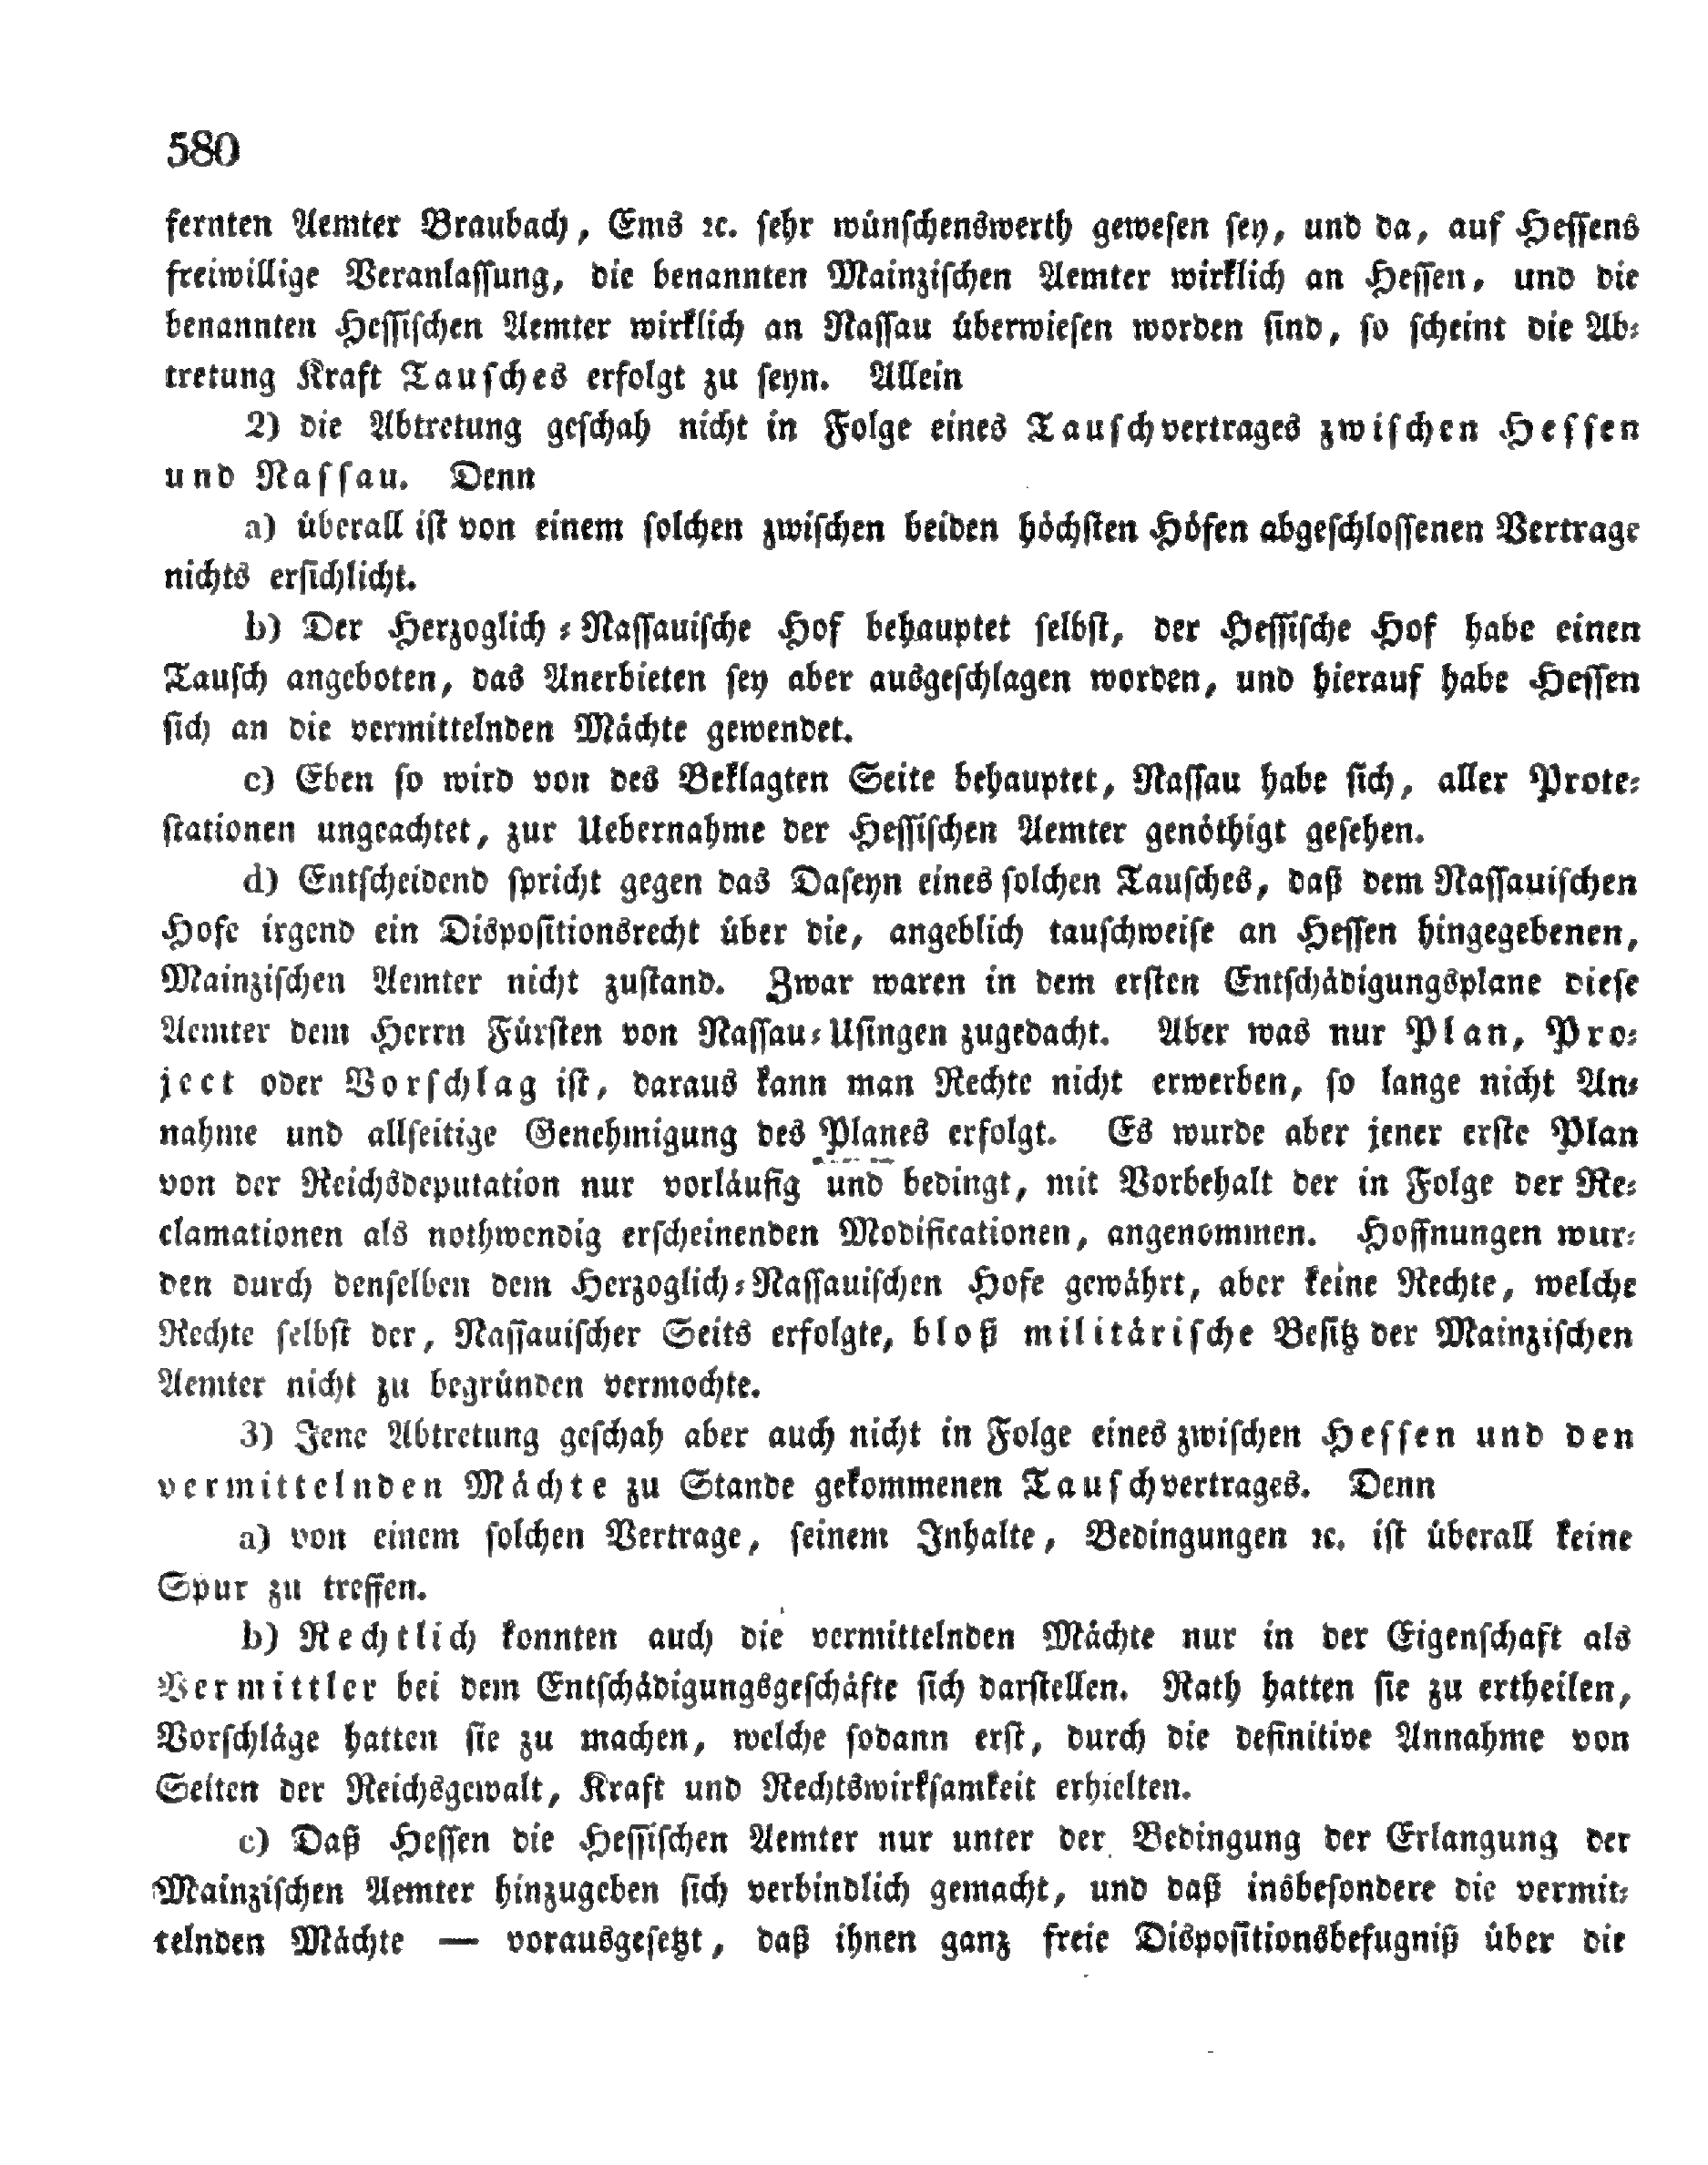 580
fernten Aemter Braubach, Ems ꝛc. sehr wünschenswerth gewesen sey, und da, auf Hessens
freiwillige Veranlassung, die benannten Mainzischen Aemter wirklich an Hessen, und die
benannten Hessischen Aemter wirklich an Nassau überwiesen worden sind, so scheint die Ab-
tretung Kraft Tausches erfolgt zu seyn. Allein
2) die Abtretung geschah nicht in Folge eines Tauschvertrages zwischen Hessen
und Nassau. Denn
a) überall ist von einem solchen zwischen beiden höchsten Höfen abgeschlossenen Vertrage
nichts ersichlicht.
b) Der Herzoglich-Nassauische Hof behauptet selbst, der Hessische Hof habe einen
Tausch angeboten, das Anerbieten sey aber ausgeschlagen worden, und hierauf habe Hessen
sich an die vermittelnden Mächte gewendet.
c) Eben so wird von des Beklagten Seite behauptet, Nassau habe sich, aller Prote-
stationen ungeachtet, zur Uebernahme der Hessischen Aemter genöthigt gesehen.
d) Entscheidend spricht gegen das Daseyn eines solchen Tausches, daß dem Nassauischen
Hofe irgend ein Dispositionsrecht über die, angeblich tauschweise an Hessen hingegebenen,
Mainzischen Aemter nicht zustand. Zwar waren in dem ersten Entschädigungsplane diese
Aemter dem Herrn Fürsten von Nassau-Usingen zugedacht. Aber was nur Plan, Pro-
ject oder Vorschlag ist, daraus kann man Rechte nicht erwerben, so lange nicht An-
nahme und allseitige Genehmigung des Planes erfolgt. Es wurde aber jener erste Plan
von der Reichsdeputation nur vorläufig und bedingt, mit Vorbehalt der in Folge der Re-
clamationen als nothwendig erscheinenden Modificationen, angenommen. Hoffnungen wur-
den durch denselben dem Herzoglich-Nassauischen Hofe gewährt, aber keine Rechte, welche
Rechte selbst der, Nassauischer Seits erfolgte, bloß militärische Besitz der Mainzischen
Aemter nicht zu begründen vermochte.
3) Jene Abtretung geschah aber auch nicht in Folge eines zwischen Hessen und den
vermittelnden Mächte zu Stande gekommenen Tauschvertrages. Denn
a) von einem solchen Vertrage, seinem Inhalte, Bedingungen ꝛc. ist überall keine
Spur zu treffen.
b) Rechtlich konnten auch die vermittelnden Mächte nur in der Eigenschaft als
Vermittler bei dem Entschädigungsgeschäfte sich darstellen. Rath hatten sie zu ertheilen,
Vorschläge hatten sie zu machen, welche sodann erst, durch die definitive Annahme von
Seiten der Reichsgewalt, Kraft und Rechtswirksamkeit erhielten.
c) Daß Hessen die Hessischen Aemter nur unter der Bedingung der Erlangung der
Mainzischen Aemter hinzugeben sich verbindlich gemacht, und daß insbesondere die vermit-
telnden Mächte — vorausgesetzt, daß ihnen ganz freie Dispositionsbefugniß über die